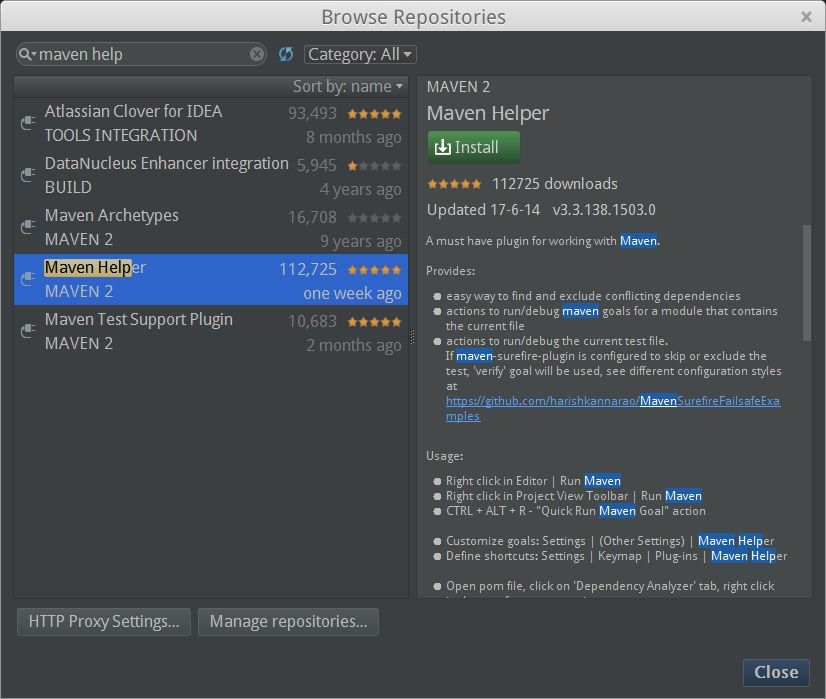 Browse Repositories
maven help
Category: All
Sort by: name
Atlassian Clover for IDEA 93,493
TOOLS INTEGRATION 8 months ago
DataNucleus Enhancer integration 5,945
BUILD 4 years ago
Maven Archetypes 16,708
MAVEN 2 9 years ago
Maven Helper 112,725
MAVEN 2 one week ago
Maven Test Support Plugin 10,683
MAVEN 2 2 months ago
MAVEN 2
Maven Helper
Install
112725 downloads
Updated 17-6-14 v3.3.138.1503.0
A must have plugin for working with Maven.
Provides:
easy way to find and exclude conflicting dependencies
actions to run/debug maven goals for a module that contains
the current file
actions to run/debug the current test file.
If maven-surefire-plugin is configured to skip or exclude the
test, 'verify' goal will be used, see different configuration styles
at
https://github.com/harishkannarao/MavenSurefireFailsafeExa
mples
Usage:
Right click in Editor | Run Maven
Right click in Project View Toolbar | Run Maven
CTRL + ALT + R - "Quick Run Maven Goal" action
Customize goals: Settings | (Other Settings) | Maven Helper
Define shortcuts: Settings | Keymap | Plug-ins | Maven Helper
Open pom file, click on 'Dependency Analyzer' tab, right click
HTTP Proxy Settings...
Manage repositories...
Close